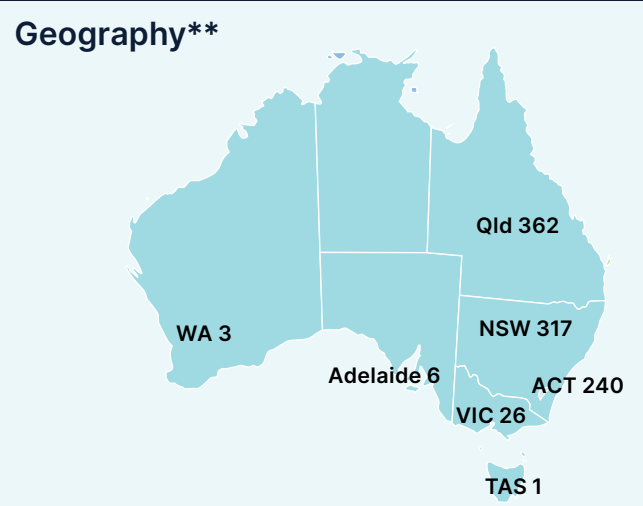 Geography**
Qld 362
NSW 317
WA 3
Adelaide 6
ACT 240
VIC 26
TAS 1